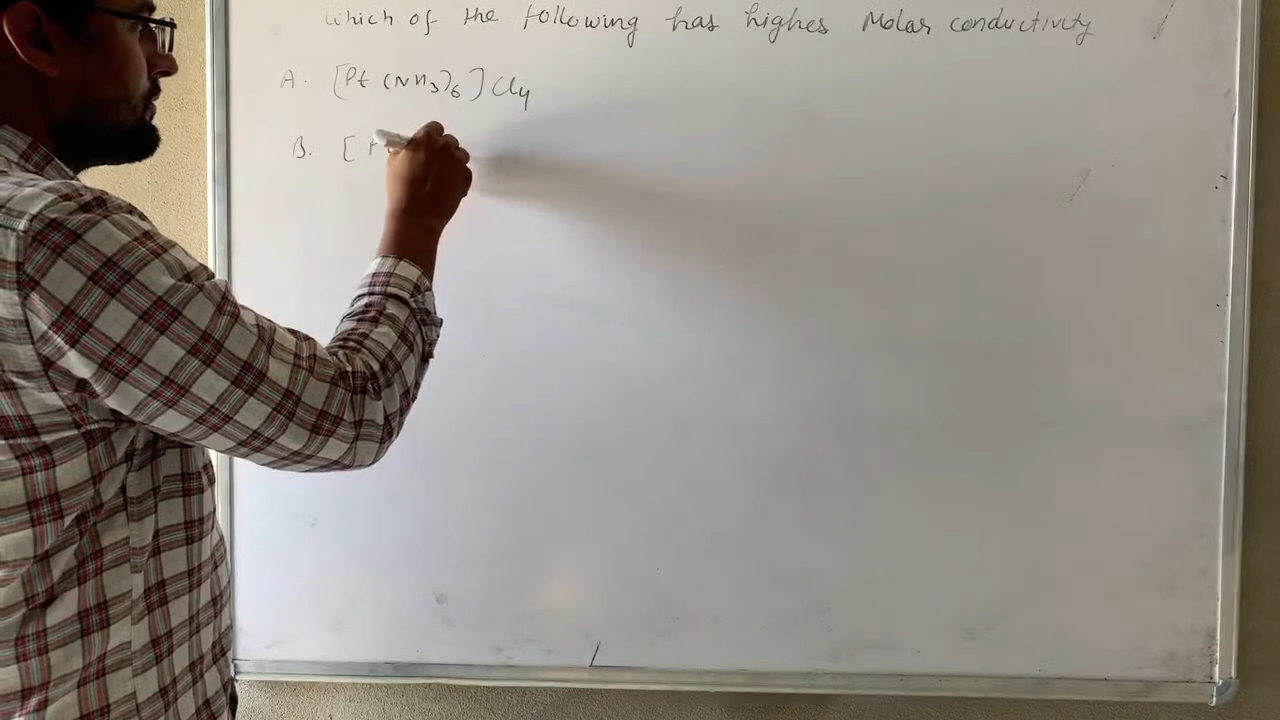 which of the following has highes Molar conductivity
A. [Pt (NH3)6] Cl4
B. [